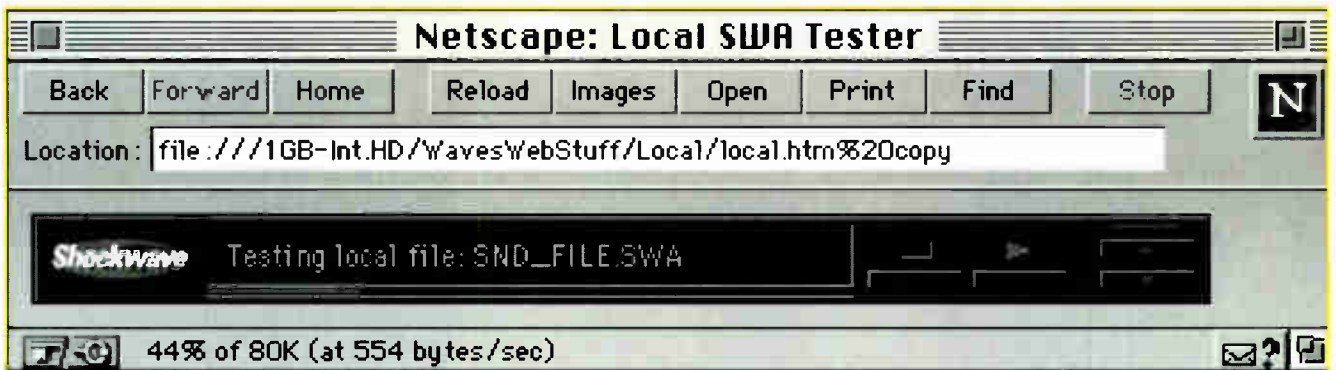 Netscape: Local SWA Tester
Back Forward Home Reload Images Open Print Find Stop N
Location: file:///1GB-Int.HD/WavesWebStuff/Local/local.htm%20copy
Shockwave Testing local file: SND_FILE.SWA
44% of 80K (at 554 bytes/sec)